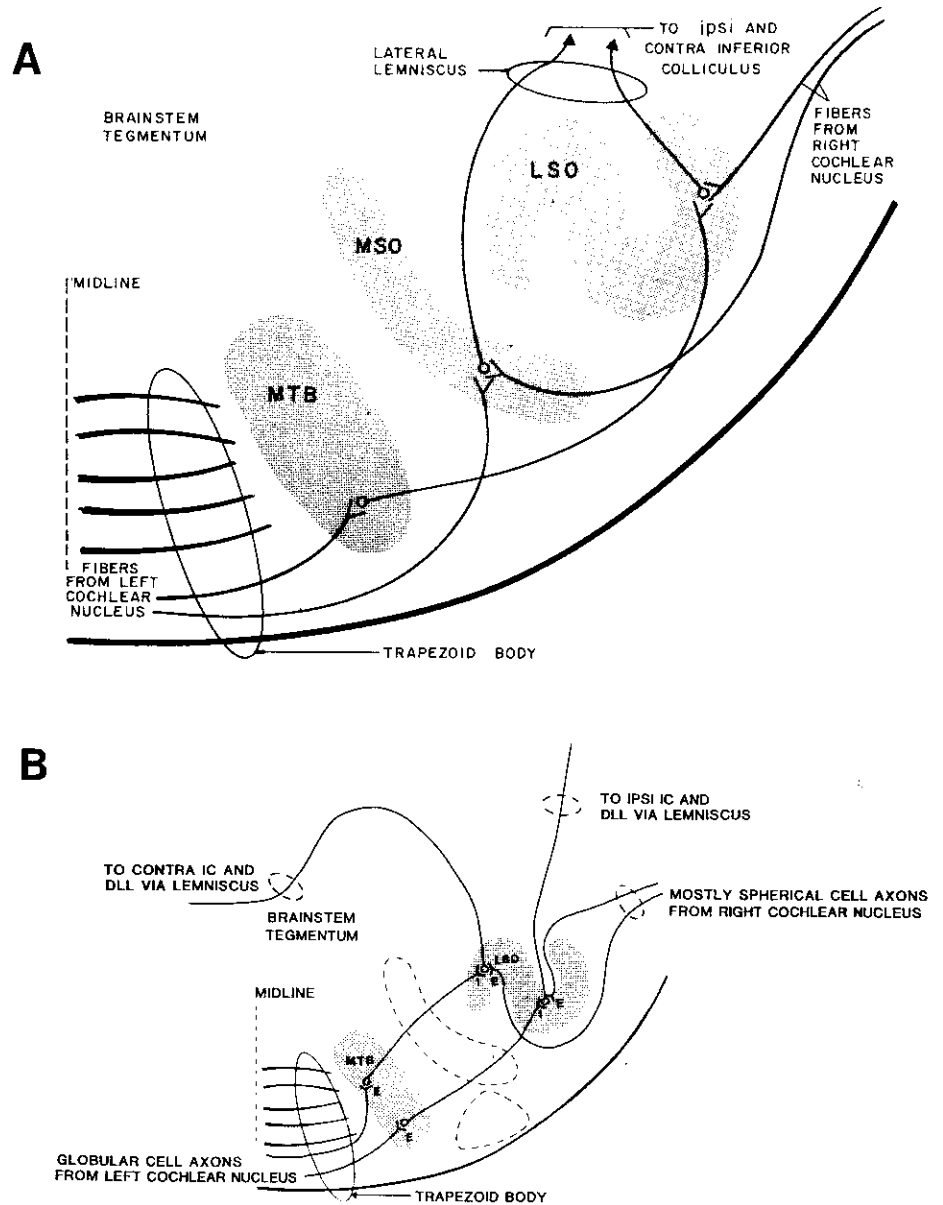 A
TO ipsi AND
CONTRA INFERIOR
COLLICULUS
LATERAL
LEMNISCUS
BRAINSTEM
TEGMENTUM
FIBERS
FROM
RIGHT
COCHLEAR
NUCLEUS
LSO
MSO
MIDLINE
MTB
FIBERS
FROM LEFT
COCHLEAR
NUCLEUS
TRAPEZOID BODY
B
TO IPSI IC AND
DLL VIA LEMNISCUS
TO CONTRA IC AND
DLL VIA LEMNISCUS
MOSTLY SPHERICAL CELL AXONS
FROM RIGHT COCHLEAR NUCLEUS
BRAINSTEM
TEGMENTUM
LSO
I E
MIDLINE
E
I
MTB
E
E
GLOBULAR CELL AXONS
FROM LEFT COCHLEAR NUCLEUS
TRAPEZOID BODY